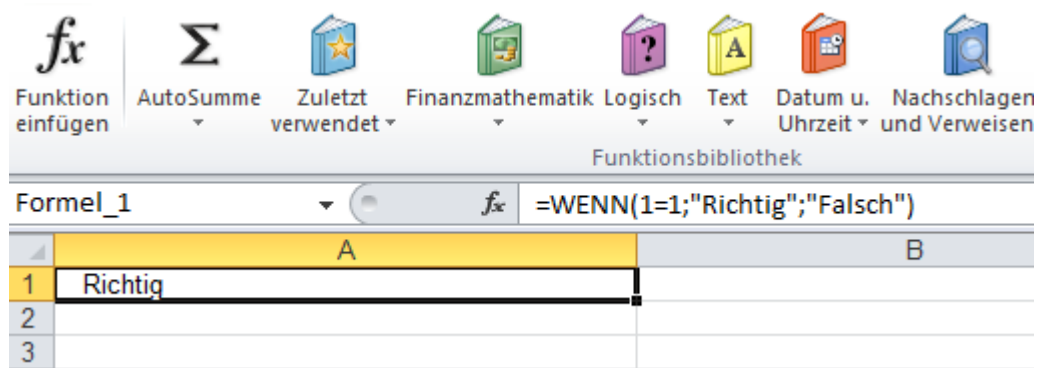 fx Σ ? A
Funktion AutoSumme Zuletzt Finanzmathematik Logisch Text Datum u. Nachschlagen
einfügen verwendet Uhrzeit und Verweisen
Funktionsbibliothek
Formel_1 fx =WENN(1=1;"Richtig";"Falsch")
A B
1 Richtig
2
3